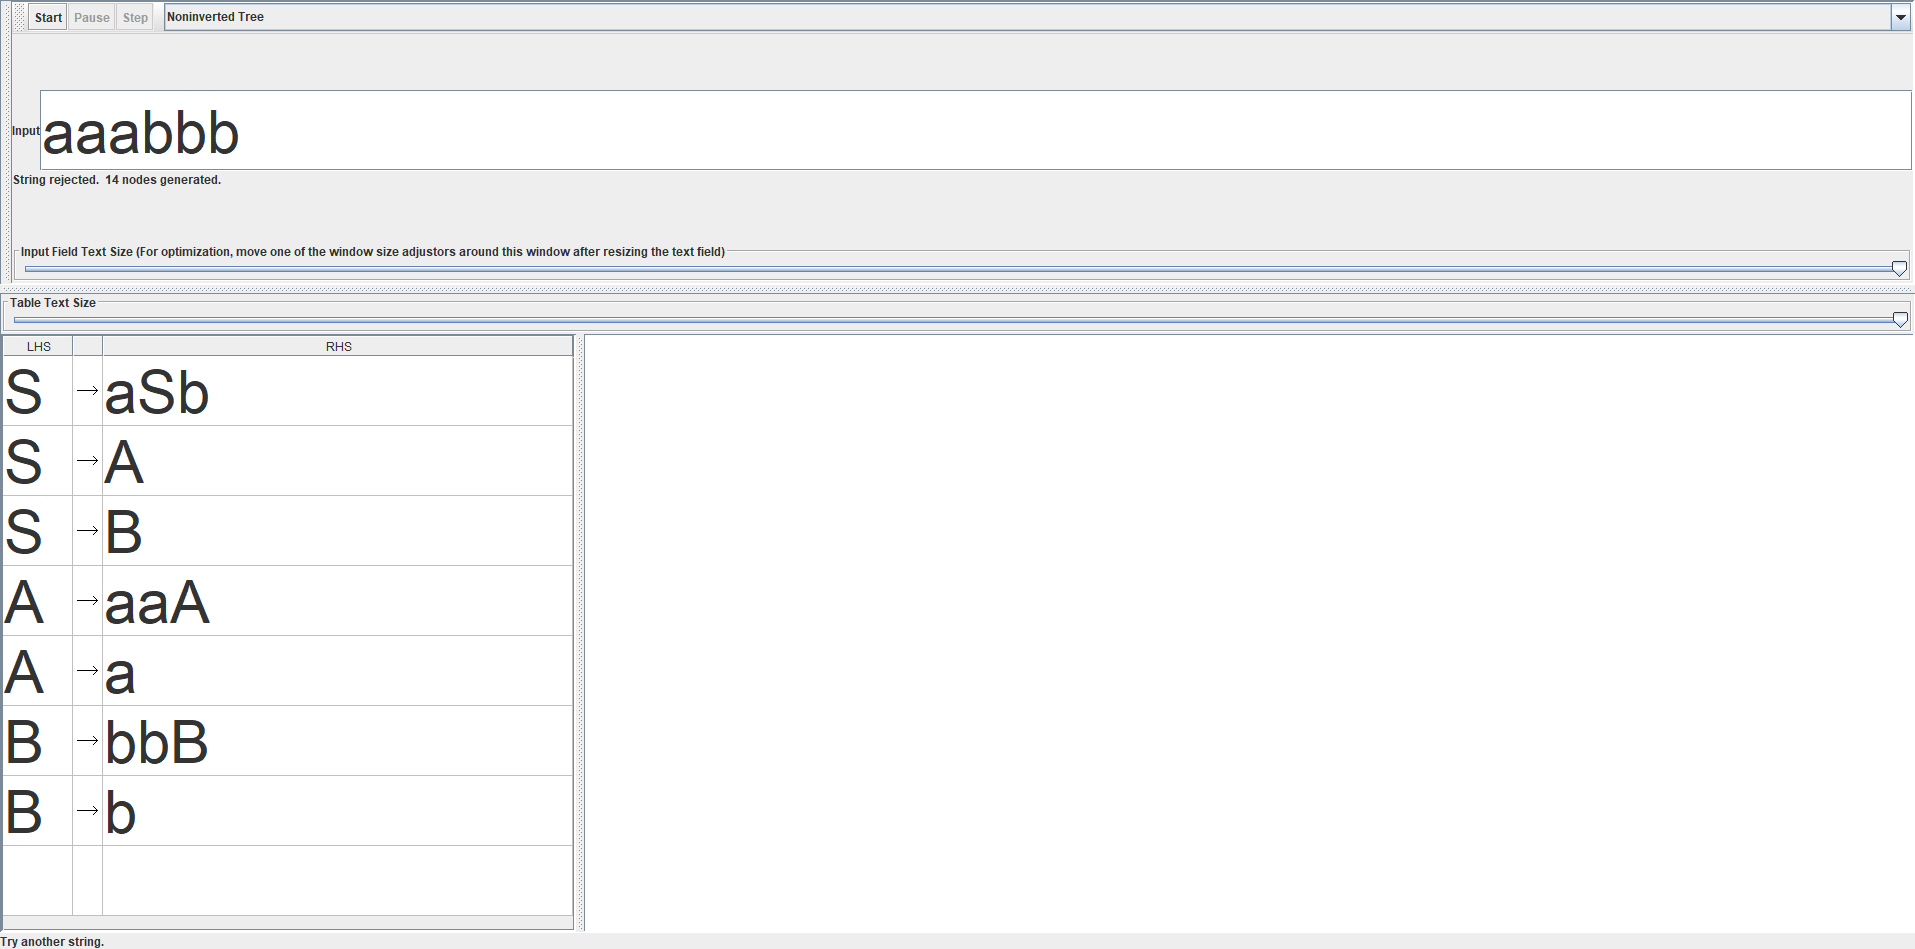 Start Pause Step Noninverted Tree
Input aaabbb
String rejected. 14 nodes generated.
Input Field Text Size (For optimization, move one of the window size adjustors around this window after resizing the text field)
Table Text Size
LHS RHS
S → aSb
S → A
S → B
A → aaA
A → a
B → bbB
B → b
Try another string.